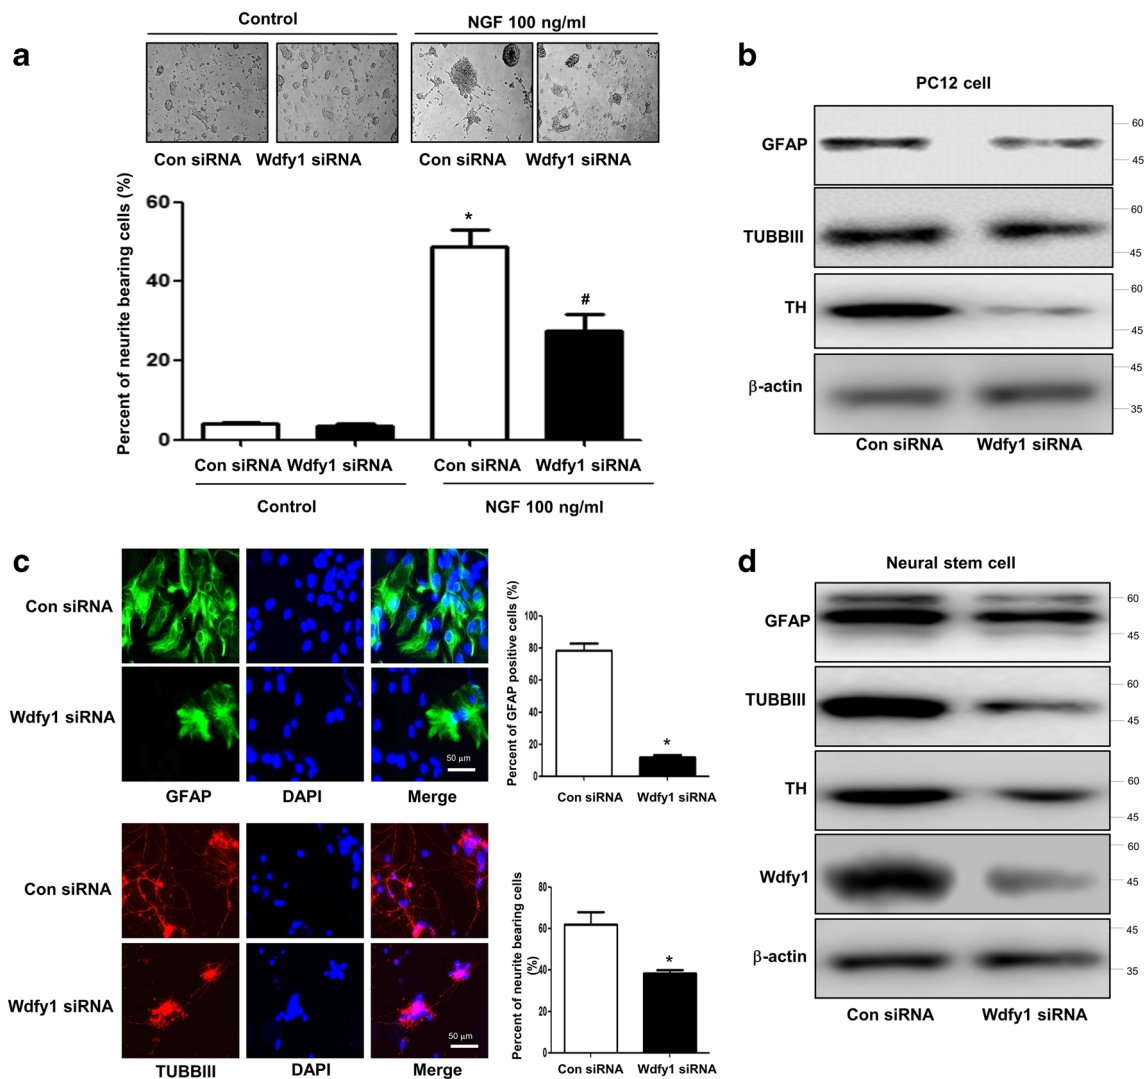 a
Control
NGF 100 ng/ml
Con siRNA
Wdfy1 siRNA
Con siRNA
Wdfy1 siRNA
Percent of neurite bearing cells (%)
60
40
20
0
*
#
Con siRNA
Wdfy1 siRNA
Con siRNA
Wdfy1 siRNA
Control
NGF 100 ng/ml
b
PC12 cell
GFAP
60
45
TUBBIII
60
45
TH
60
45
β-actin
45
35
Con siRNA
Wdfy1 siRNA
c
Con siRNA
Wdfy1 siRNA
50 µm
GFAP
DAPI
Merge
Percent of GFAP positive cells (%)
100
80
60
40
20
0
*
Con siRNA
Wdfy1 siRNA
Con siRNA
Wdfy1 siRNA
50 µm
TUBBIII
DAPI
Merge
Percent of neurite bearing cells
(%)
80
60
40
20
0
*
Con siRNA
Wdfy1 siRNA
d
Neural stem cell
GFAP
60
45
TUBBIII
60
45
TH
60
45
Wdfy1
60
45
β-actin
45
35
Con siRNA
Wdfy1 siRNA